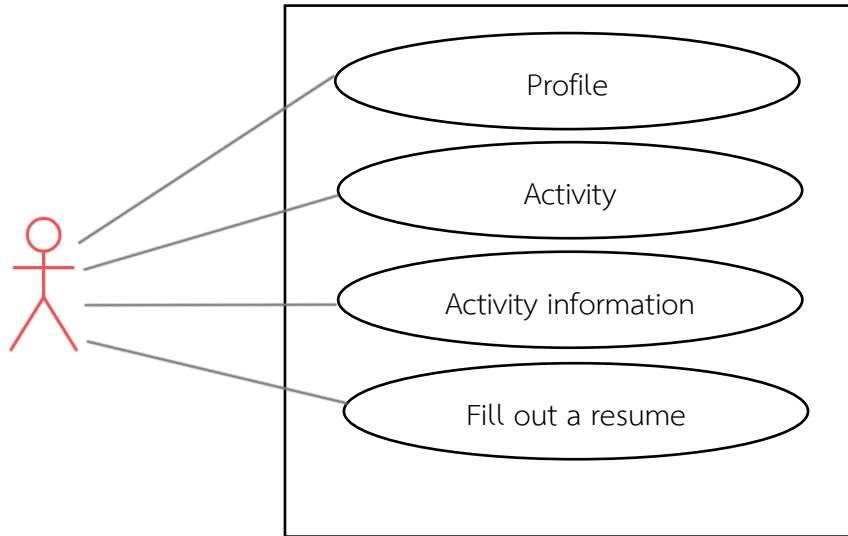 Profile
Activity
Activity information
Fill out a resume